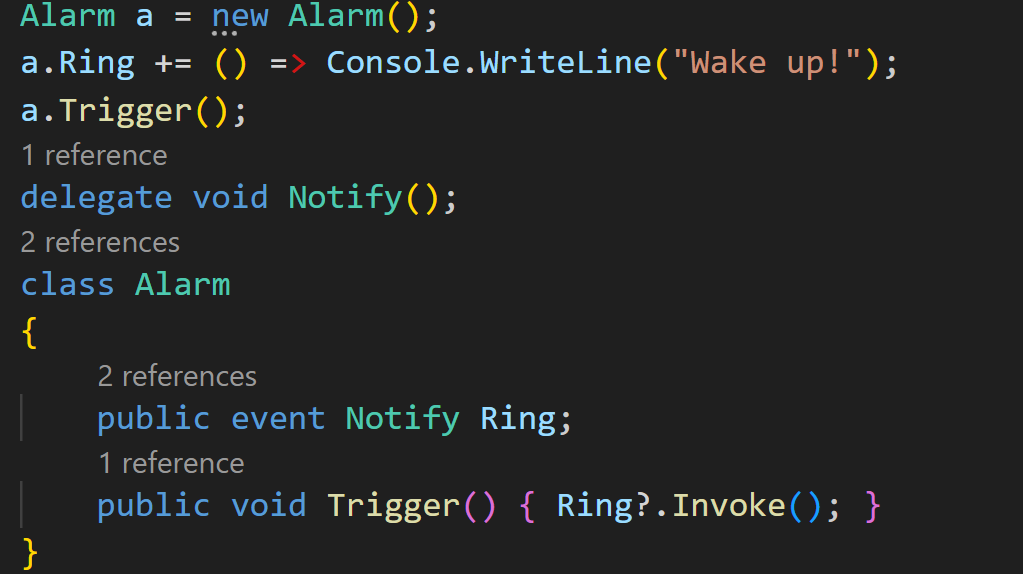 Alarm a = new Alarm();
a.Ring += () => Console.WriteLine("Wake up!");
a.Trigger();
1 reference
delegate void Notify();
2 references
class Alarm
{
2 references
public event Notify Ring;
1 reference
public void Trigger() { Ring?.Invoke(); }
}